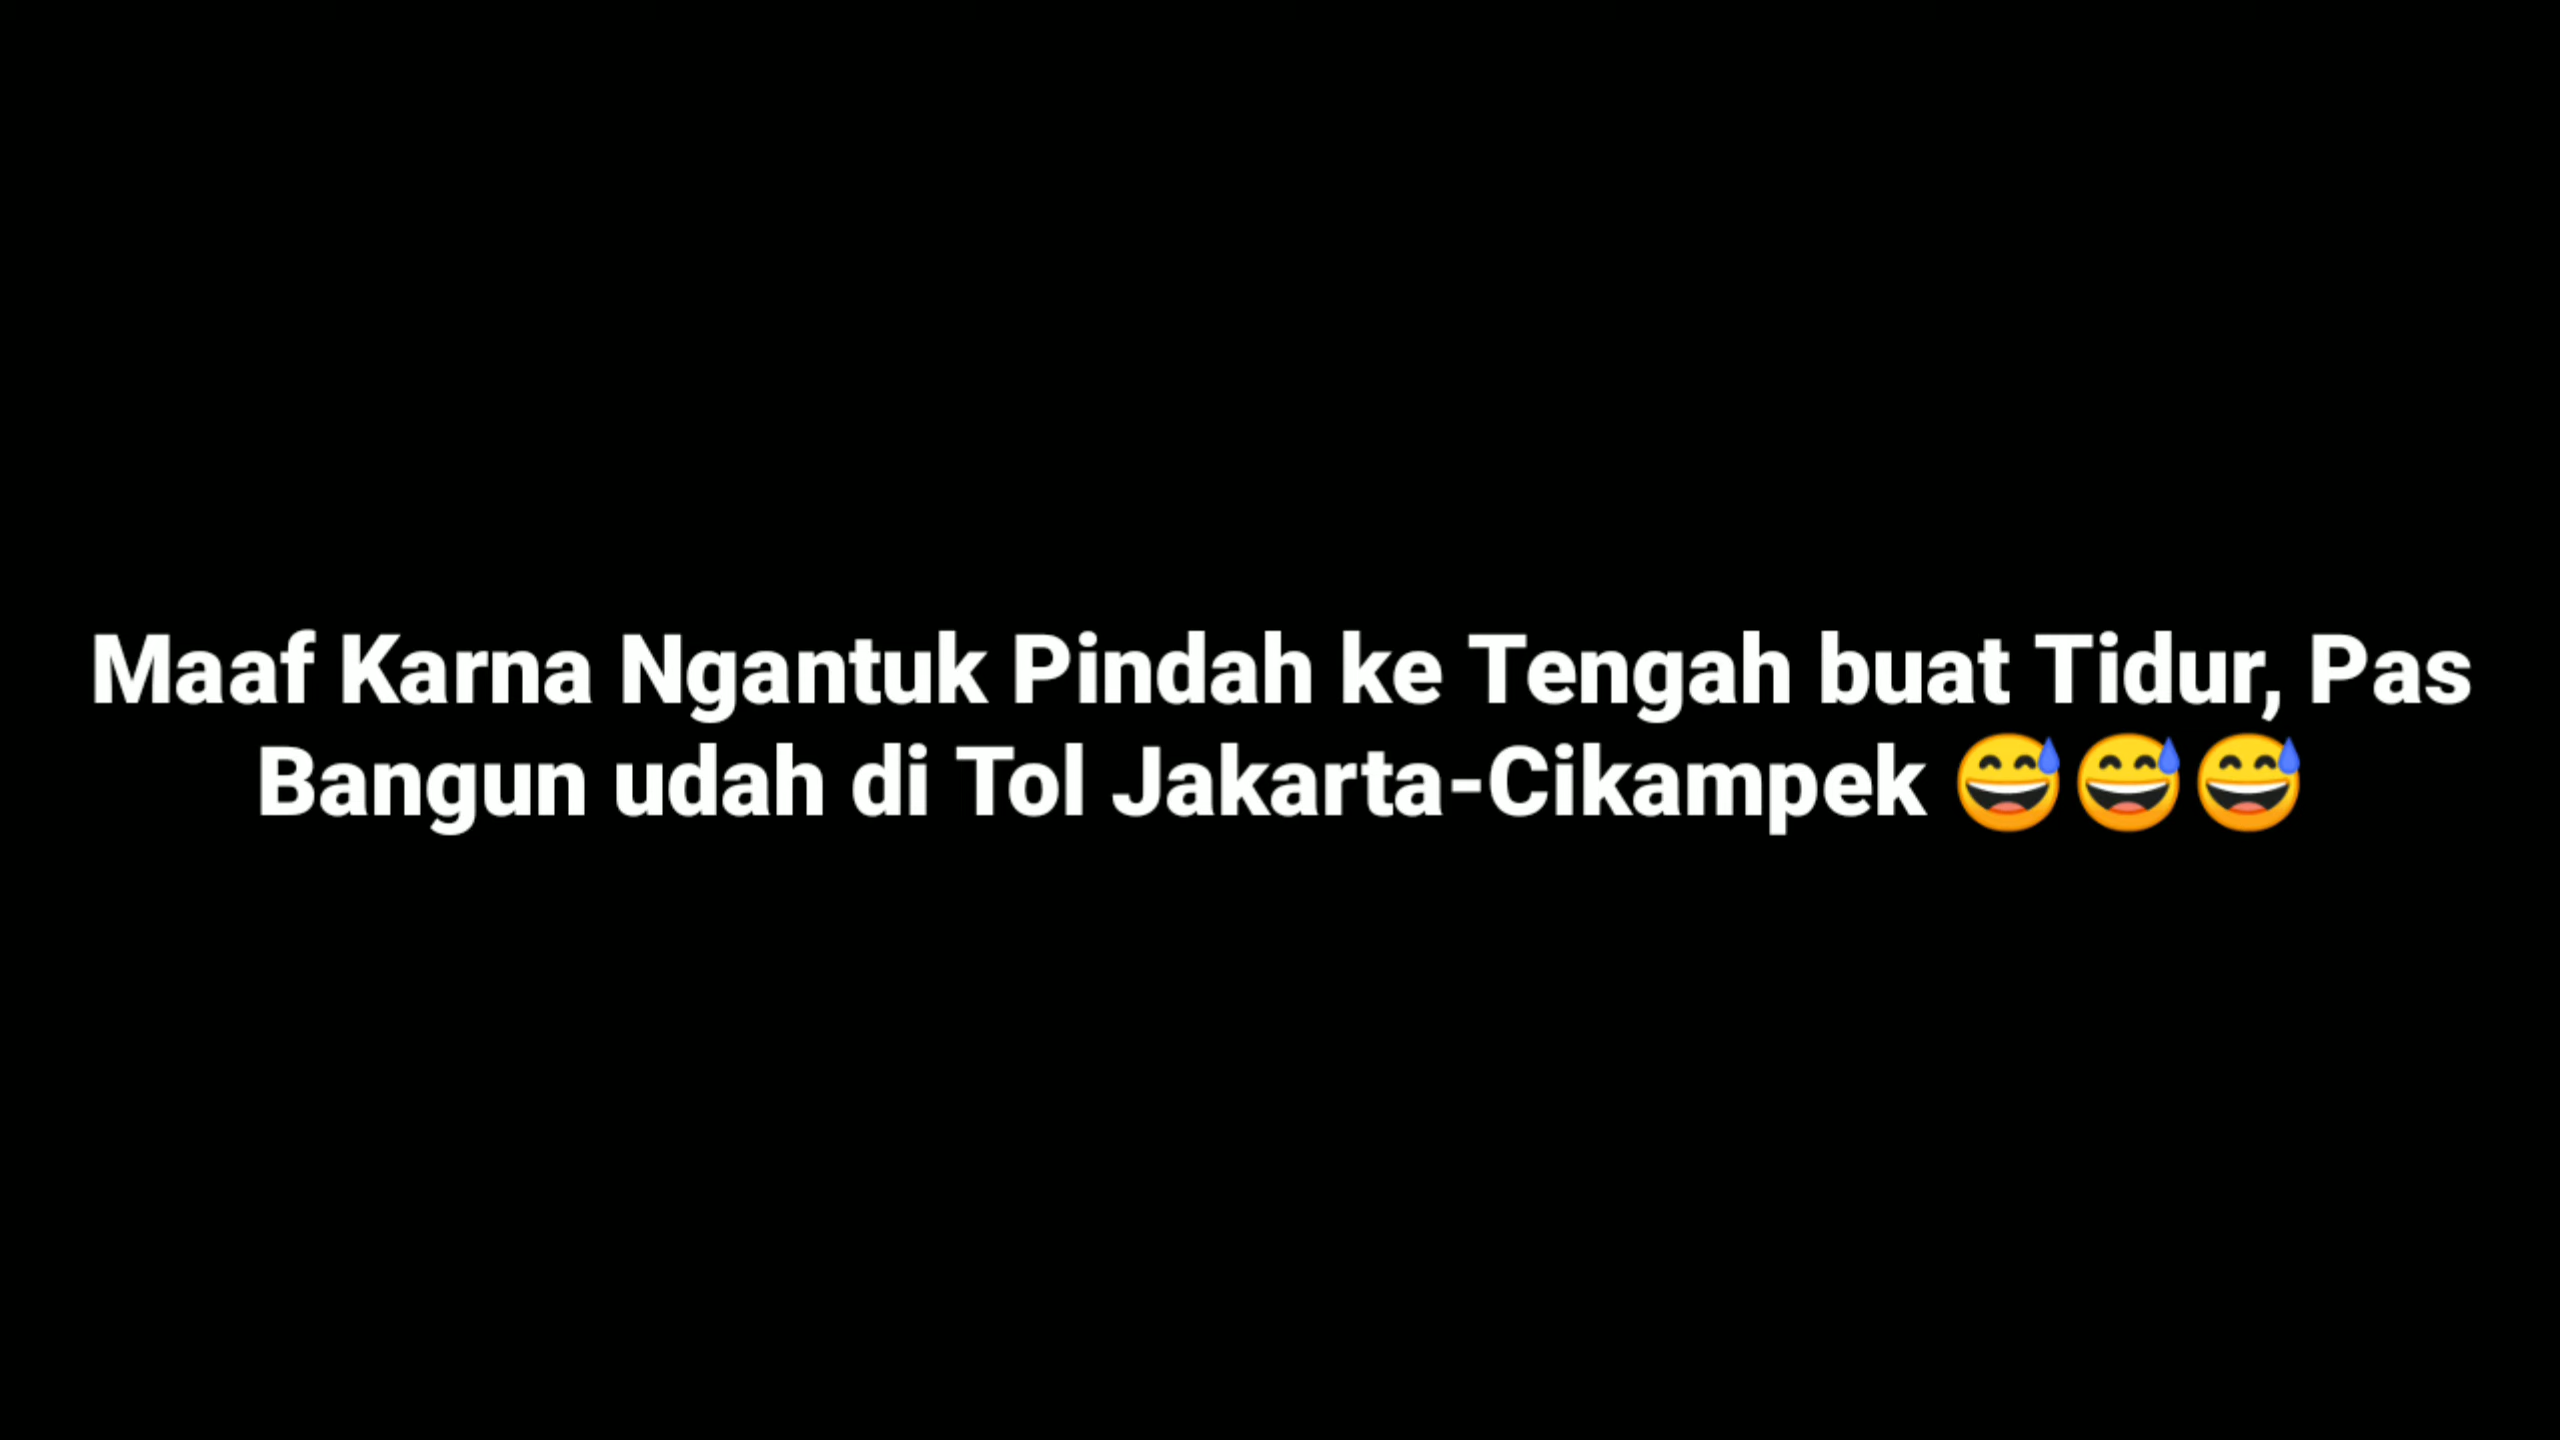 Maaf Karna Ngantuk Pindah ke Tengah buat Tidur, Pas
Bangun udah di Tol Jakarta-Cikampek 😅😅😅